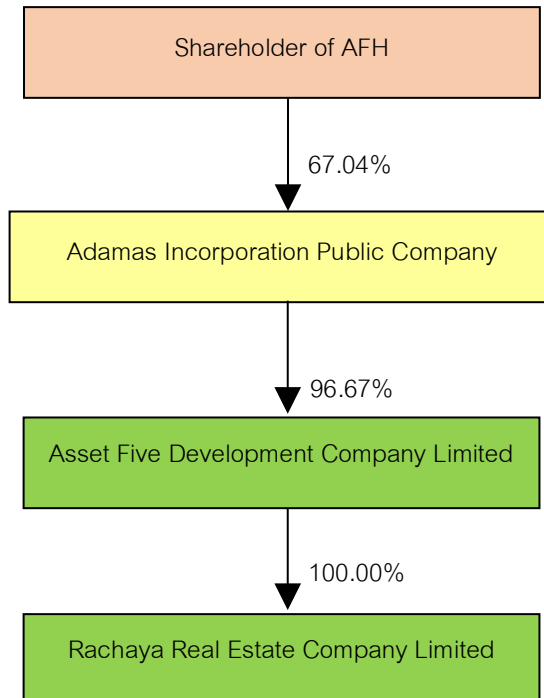 Shareholder of AFH
67.04%
Adamas Incorporation Public Company
96.67%
Asset Five Development Company Limited
100.00%
Rachaya Real Estate Company Limited